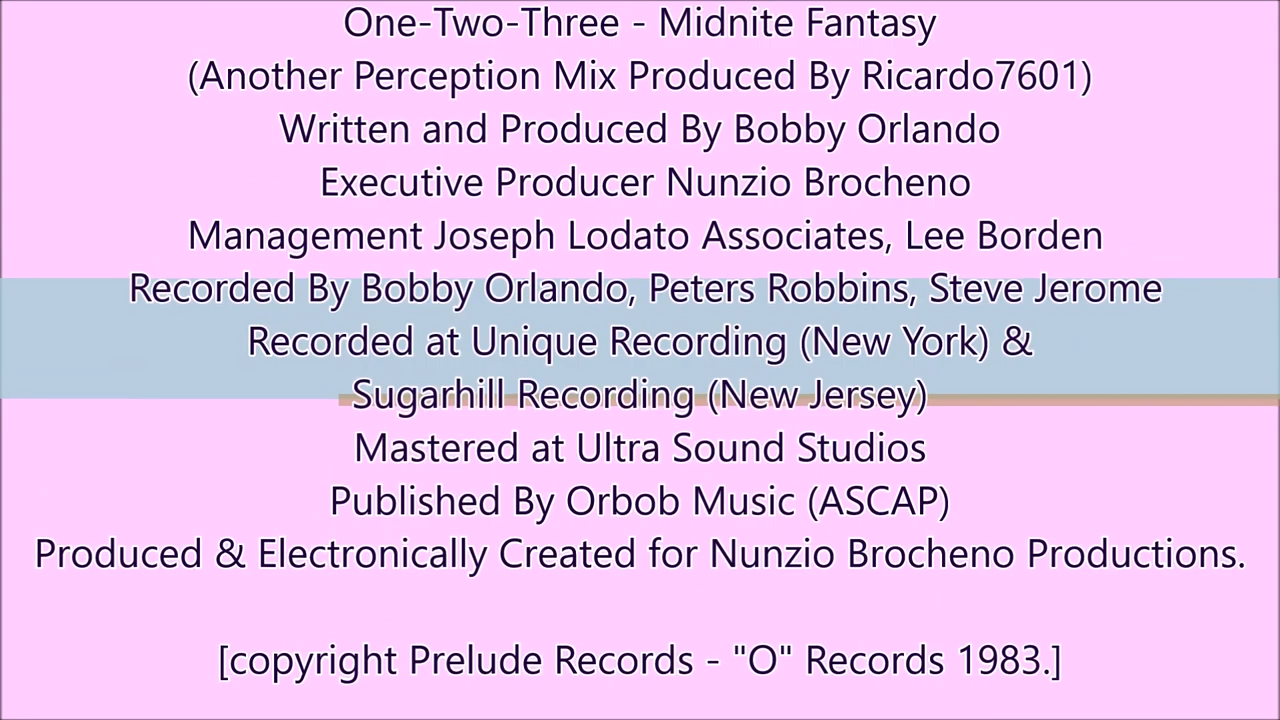 One-Two-Three - Midnite Fantasy
(Another Perception Mix Produced By Ricardo7601)
Written and Produced By Bobby Orlando
Executive Producer Nunzio Brocheno
Management Joseph Lodato Associates, Lee Borden
Recorded By Bobby Orlando, Peters Robbins, Steve Jerome
Recorded at Unique Recording (New York) &
Sugarhill Recording (New Jersey)
Mastered at Ultra Sound Studios
Published By Orbob Music (ASCAP)
Produced & Electronically Created for Nunzio Brocheno Productions.
[copyright Prelude Records - "O" Records 1983.]